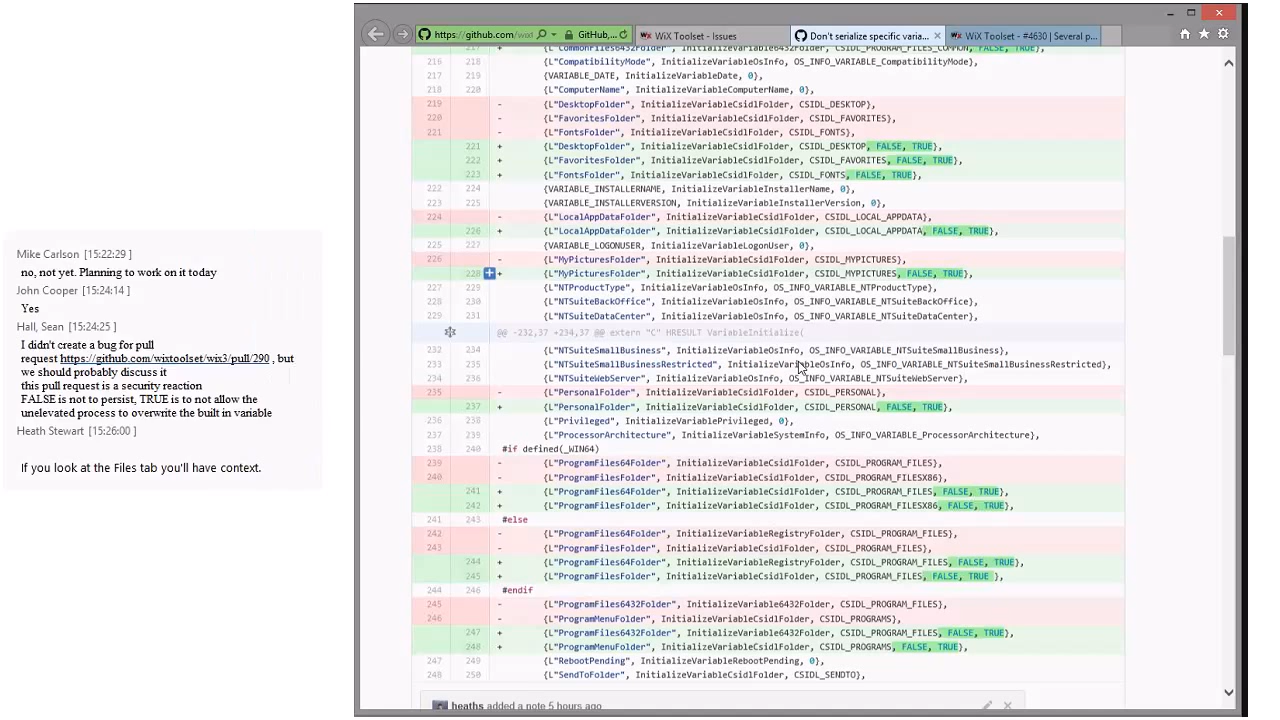 Mike Carlson [15:22:29 ]
no, not yet. Planning to work on it today
John Cooper [15:24:14 ]
Yes
Hall, Sean [15:24:25 ]
I didn't create a bug for pull
request https://github.com/wixtoolset/wix3/pull/290 , but
we should probably discuss it
this pull request is a security reaction
FALSE is not to persist, TRUE is to not allow the
unelevated process to overwrite the built in variable
Heath Stewart [15:26:00 ]
If you look at the Files tab you'll have context.
https://github.com/wixt GitHub,... WiX Toolset - Issues Don't serialize specific varia... WiX Toolset - #4630 | Several p...
217 + {L"CommonFiles6432Folder", InitializeVariable6432Folder, CSIDL_PROGRAM_FILES_COMMON, FALSE, TRUE},
216 218 {L"CompatibilityMode", InitializeVariableOsInfo, OS_INFO_VARIABLE_CompatibilityMode},
217 219 {VARIABLE_DATE, InitializeVariableDate, 0},
218 220 {L"ComputerName", InitializeVariableComputerName, 0},
219 - {L"DesktopFolder", InitializeVariableCsidlFolder, CSIDL_DESKTOP},
220 - {L"FavoritesFolder", InitializeVariableCsidlFolder, CSIDL_FAVORITES},
221 - {L"FontsFolder", InitializeVariableCsidlFolder, CSIDL_FONTS},
221 + {L"DesktopFolder", InitializeVariableCsidlFolder, CSIDL_DESKTOP, FALSE, TRUE},
222 + {L"FavoritesFolder", InitializeVariableCsidlFolder, CSIDL_FAVORITES, FALSE, TRUE},
223 + {L"FontsFolder", InitializeVariableCsidlFolder, CSIDL_FONTS, FALSE, TRUE},
222 224 {VARIABLE_INSTALLERNAME, InitializeVariableInstallerName, 0},
223 225 {VARIABLE_INSTALLERVERSION, InitializeVariableInstallerVersion, 0},
224 - {L"LocalAppDataFolder", InitializeVariableCsidlFolder, CSIDL_LOCAL_APPDATA},
226 + {L"LocalAppDataFolder", InitializeVariableCsidlFolder, CSIDL_LOCAL_APPDATA, FALSE, TRUE},
225 227 {VARIABLE_LOGONUSER, InitializeVariableLogonUser, 0},
226 - {L"MyPicturesFolder", InitializeVariableCsidlFolder, CSIDL_MYPICTURES},
228 + {L"MyPicturesFolder", InitializeVariableCsidlFolder, CSIDL_MYPICTURES, FALSE, TRUE},
227 229 {L"NTProductType", InitializeVariableOsInfo, OS_INFO_VARIABLE_NTProductType},
228 230 {L"NTSuiteBackOffice", InitializeVariableOsInfo, OS_INFO_VARIABLE_NTSuiteBackOffice},
229 231 {L"NTSuiteDataCenter", InitializeVariableOsInfo, OS_INFO_VARIABLE_NTSuiteDataCenter},
@@ -232,37 +234,37 @@ extern "C" HRESULT VariableInitialize(
232 234 {L"NTSuiteSmallBusiness", InitializeVariableOsInfo, OS_INFO_VARIABLE_NTSuiteSmallBusiness},
233 235 {L"NTSuiteSmallBusinessRestricted", InitializeVariableOsInfo, OS_INFO_VARIABLE_NTSuiteSmallBusinessRestricted},
234 236 {L"NTSuiteWebServer", InitializeVariableOsInfo, OS_INFO_VARIABLE_NTSuiteWebServer},
235 - {L"PersonalFolder", InitializeVariableCsidlFolder, CSIDL_PERSONAL},
237 + {L"PersonalFolder", InitializeVariableCsidlFolder, CSIDL_PERSONAL, FALSE, TRUE},
236 238 {L"Privileged", InitializeVariablePrivileged, 0},
237 239 {L"ProcessorArchitecture", InitializeVariableSystemInfo, OS_INFO_VARIABLE_ProcessorArchitecture},
238 240 #if defined(_WIN64)
239 - {L"ProgramFiles64Folder", InitializeVariableCsidlFolder, CSIDL_PROGRAM_FILES},
240 - {L"ProgramFilesFolder", InitializeVariableCsidlFolder, CSIDL_PROGRAM_FILESX86},
241 + {L"ProgramFiles64Folder", InitializeVariableCsidlFolder, CSIDL_PROGRAM_FILES, FALSE, TRUE},
242 + {L"ProgramFilesFolder", InitializeVariableCsidlFolder, CSIDL_PROGRAM_FILESX86, FALSE, TRUE},
241 243 #else
242 - {L"ProgramFiles64Folder", InitializeVariableRegistryFolder, CSIDL_PROGRAM_FILES},
243 - {L"ProgramFilesFolder", InitializeVariableCsidlFolder, CSIDL_PROGRAM_FILES},
244 + {L"ProgramFiles64Folder", InitializeVariableRegistryFolder, CSIDL_PROGRAM_FILES, FALSE, TRUE},
245 + {L"ProgramFilesFolder", InitializeVariableCsidlFolder, CSIDL_PROGRAM_FILES, FALSE, TRUE },
244 246 #endif
245 - {L"ProgramFiles6432Folder", InitializeVariable6432Folder, CSIDL_PROGRAM_FILES},
246 - {L"ProgramMenuFolder", InitializeVariableCsidlFolder, CSIDL_PROGRAMS},
247 + {L"ProgramFiles6432Folder", InitializeVariable6432Folder, CSIDL_PROGRAM_FILES, FALSE, TRUE},
248 + {L"ProgramMenuFolder", InitializeVariableCsidlFolder, CSIDL_PROGRAMS, FALSE, TRUE},
247 249 {L"RebootPending", InitializeVariableRebootPending, 0},
248 250 {L"SendToFolder", InitializeVariableCsidlFolder, CSIDL_SENDTO},
heaths added a note 5 hours ago